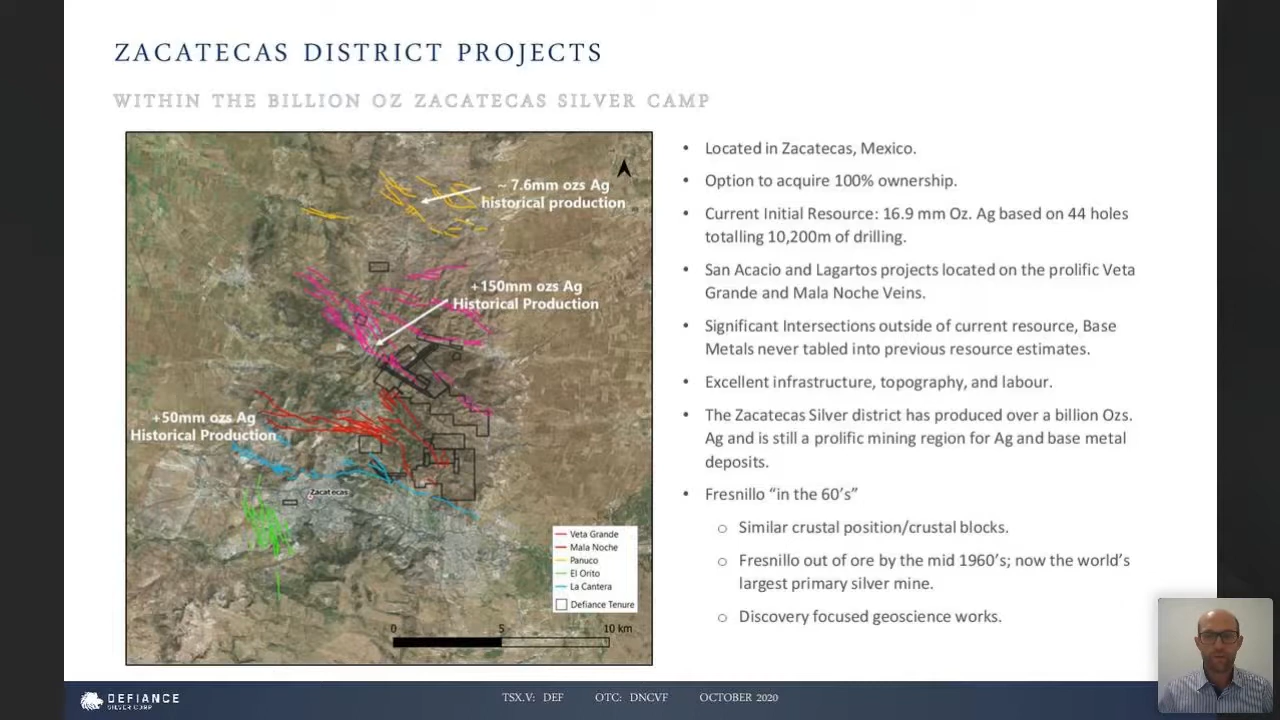 ZACATECAS DISTRICT PROJECTS
WITHIN THE BILLION OZ ZACATECAS SILVER CAMP
~ 7.6mm ozs Ag
historical production
+150mm ozs Ag
Historical Production
+50mm ozs Ag
Historical Production
Zacatecas
Veta Grande
Mala Noche
Panuco
El Orito
La Cantera
Defiance Tenure
0 5 10 km
• Located in Zacatecas, Mexico.
• Option to acquire 100% ownership.
• Current Initial Resource: 16.9 mm Oz. Ag based on 44 holes
totalling 10,200m of drilling.
• San Acacio and Lagartos projects located on the prolific Veta
Grande and Mala Noche Veins.
• Significant Intersections outside of current resource, Base
Metals never tabled into previous resource estimates.
• Excellent infrastructure, topography, and labour.
• The Zacatecas Silver district has produced over a billion Ozs.
Ag and is still a prolific mining region for Ag and base metal
deposits.
• Fresnillo “in the 60’s”
o Similar crustal position/crustal blocks.
o Fresnillo out of ore by the mid 1960’s; now the world’s
largest primary silver mine.
o Discovery focused geoscience works.
DEFIANCE
SILVER CORP
TSX.V: DEF OTC: DNCVF OCTOBER 2020